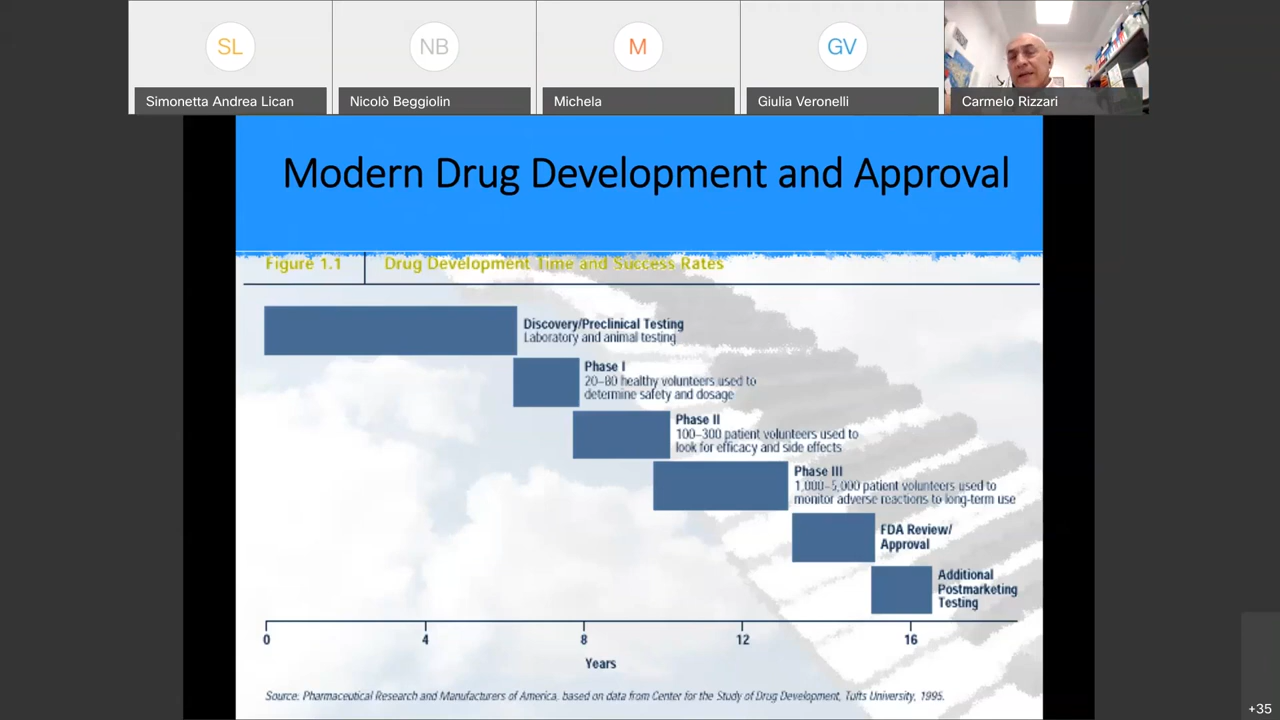 SL
NB
M
GV
Simonetta Andrea Lican
Nicolò Beggiolin
Michela
Giulia Veronelli
Carmelo Rizzari
Modern Drug Development and Approval
Figure 1.1
Drug Development Time and Success Rates
Discovery/Preclinical Testing
Laboratory and animal testing
Phase I
20–80 healthy volunteers used to
determine safety and dosage
Phase II
100–300 patient volunteers used to
look for efficacy and side effects
Phase III
1,000–5,000 patient volunteers used to
monitor adverse reactions to long-term use
FDA Review/
Approval
Additional
Postmarketing
Testing
0 4 8 12 16
Years
Source: Pharmaceutical Research and Manufacturers of America, based on data from Center for the Study of Drug Development, Tufts University, 1995.
+35